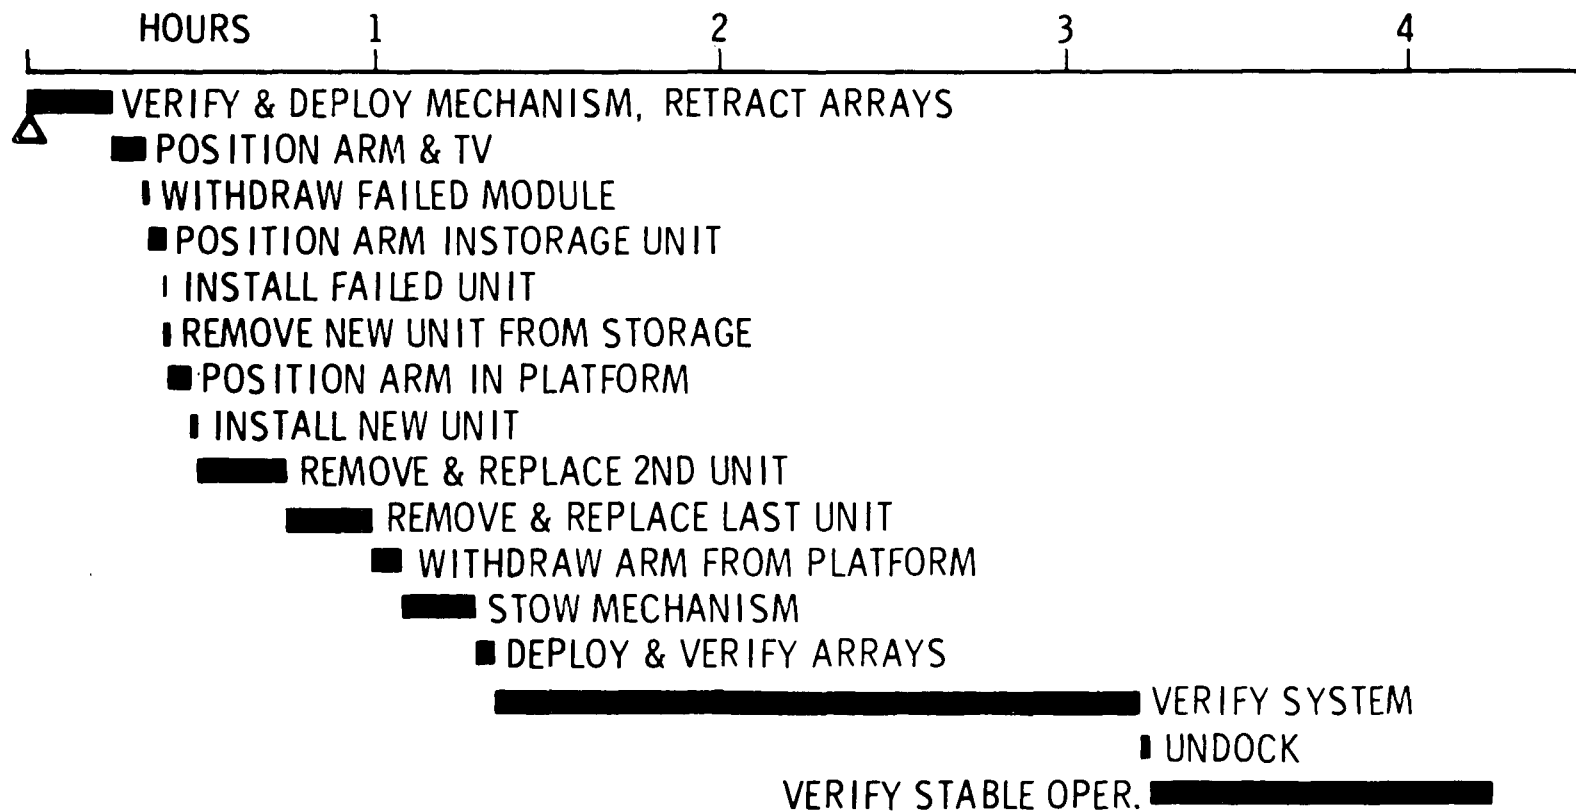 HOURS 1 2 3 4
VERIFY & DEPLOY MECHANISM, RETRACT ARRAYS
POSITION ARM & TV
WITHDRAW FAILED MODULE
POSITION ARM INSTORAGE UNIT
INSTALL FAILED UNIT
REMOVE NEW UNIT FROM STORAGE
POSITION ARM IN PLATFORM
INSTALL NEW UNIT
REMOVE & REPLACE 2ND UNIT
REMOVE & REPLACE LAST UNIT
WITHDRAW ARM FROM PLATFORM
STOW MECHANISM
DEPLOY & VERIFY ARRAYS
VERIFY SYSTEM
UNDOCK
VERIFY STABLE OPER.